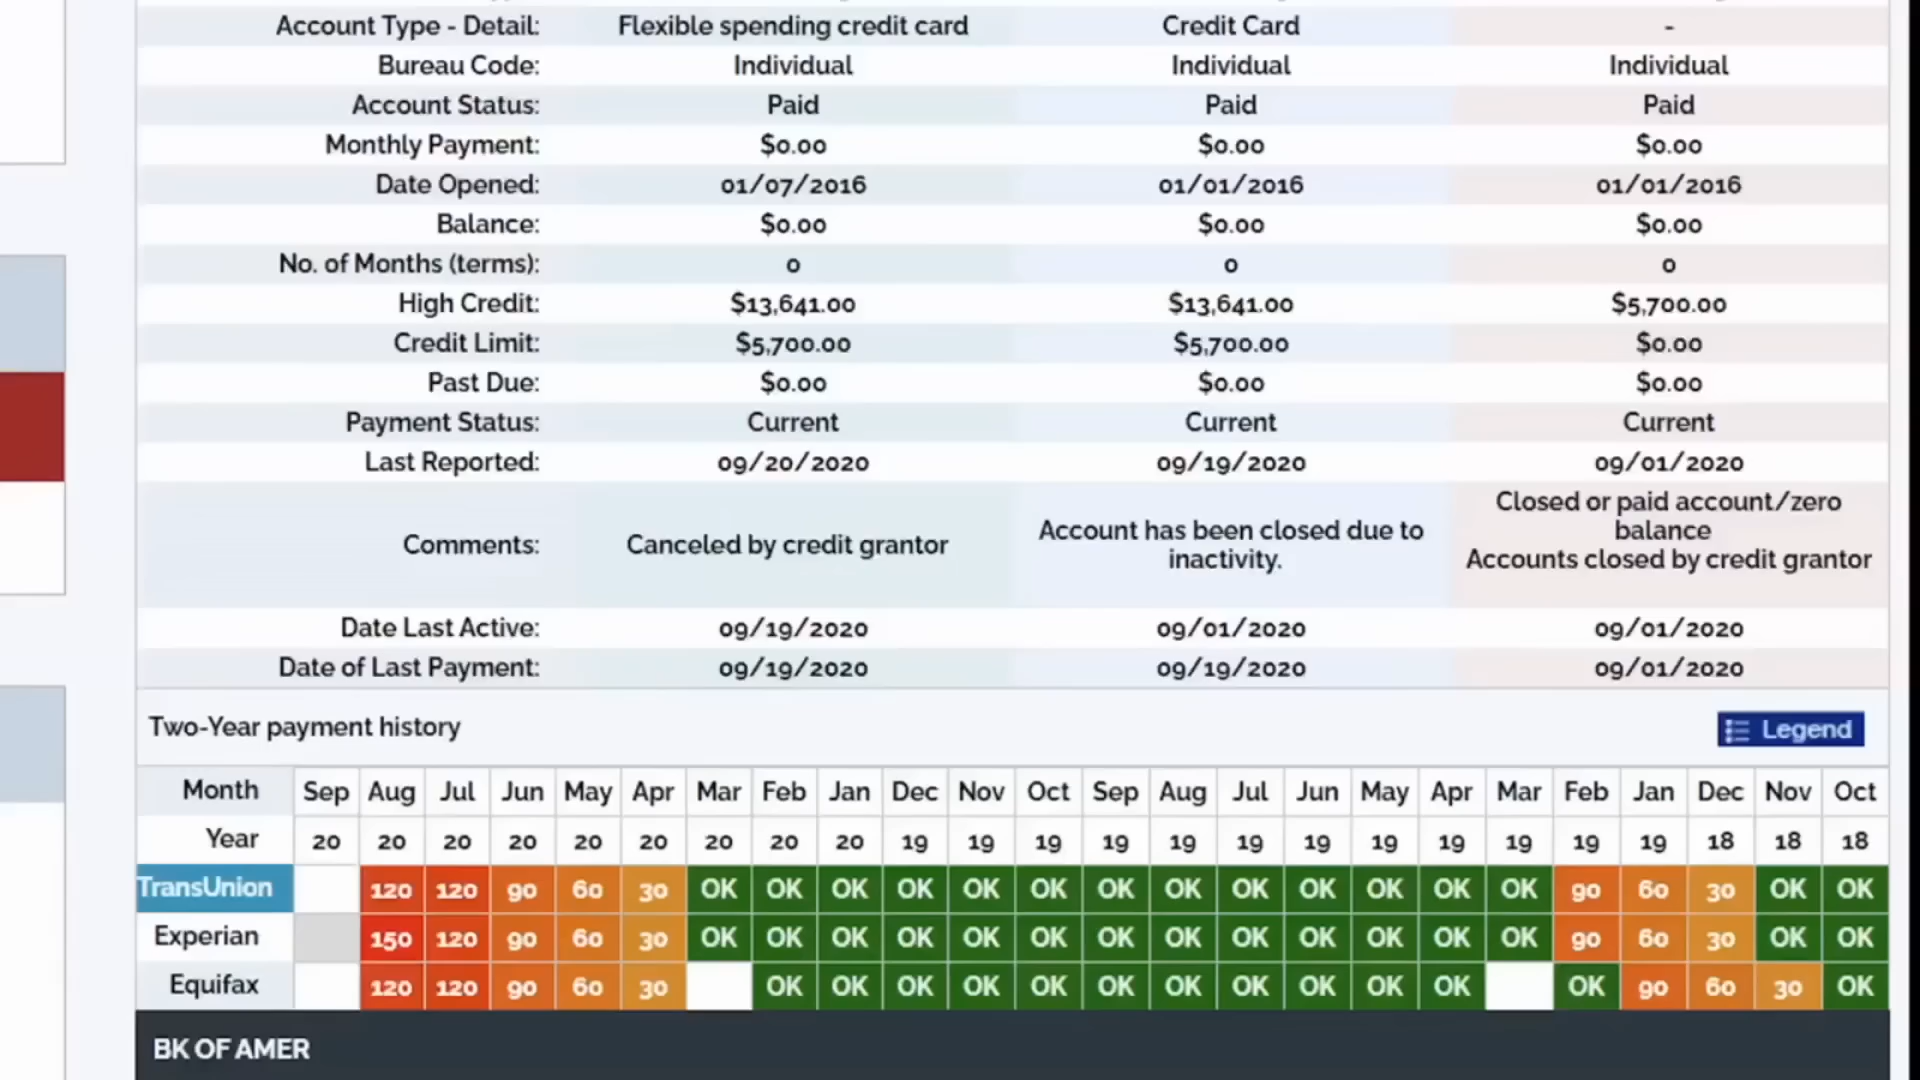 Account Type - Detail: Flexible spending credit card Credit Card -
Bureau Code: Individual Individual Individual
Account Status: Paid Paid Paid
Monthly Payment: $0.00 $0.00 $0.00
Date Opened: 01/07/2016 01/01/2016 01/01/2016
Balance: $0.00 $0.00 $0.00
No. of Months (terms): 0 0 0
High Credit: $13,641.00 $13,641.00 $5,700.00
Credit Limit: $5,700.00 $5,700.00 $0.00
Past Due: $0.00 $0.00 $0.00
Payment Status: Current Current Current
Last Reported: 09/20/2020 09/19/2020 09/01/2020
Comments: Canceled by credit grantor
Account has been closed due to
inactivity.
Closed or paid account/zero
balance
Accounts closed by credit grantor
Date Last Active: 09/19/2020 09/01/2020 09/01/2020
Date of Last Payment: 09/19/2020 09/19/2020 09/01/2020
Two-Year payment history Legend
Month Sep Aug Jul Jun May Apr Mar Feb Jan Dec Nov Oct Sep Aug Jul Jun May Apr Mar Feb Jan Dec Nov Oct
Year 20 20 20 20 20 20 20 20 20 19 19 19 19 19 19 19 19 19 19 19 19 18 18 18
TransUnion 120 120 90 60 30 OK OK OK OK OK OK OK OK OK OK OK OK OK 90 60 30 OK OK
Experian 150 120 90 60 30 OK OK OK OK OK OK OK OK OK OK OK OK OK 90 60 30 OK OK
Equifax 120 120 90 60 30 OK OK OK OK OK OK OK OK OK OK OK OK 90 60 30 OK
BK OF AMER